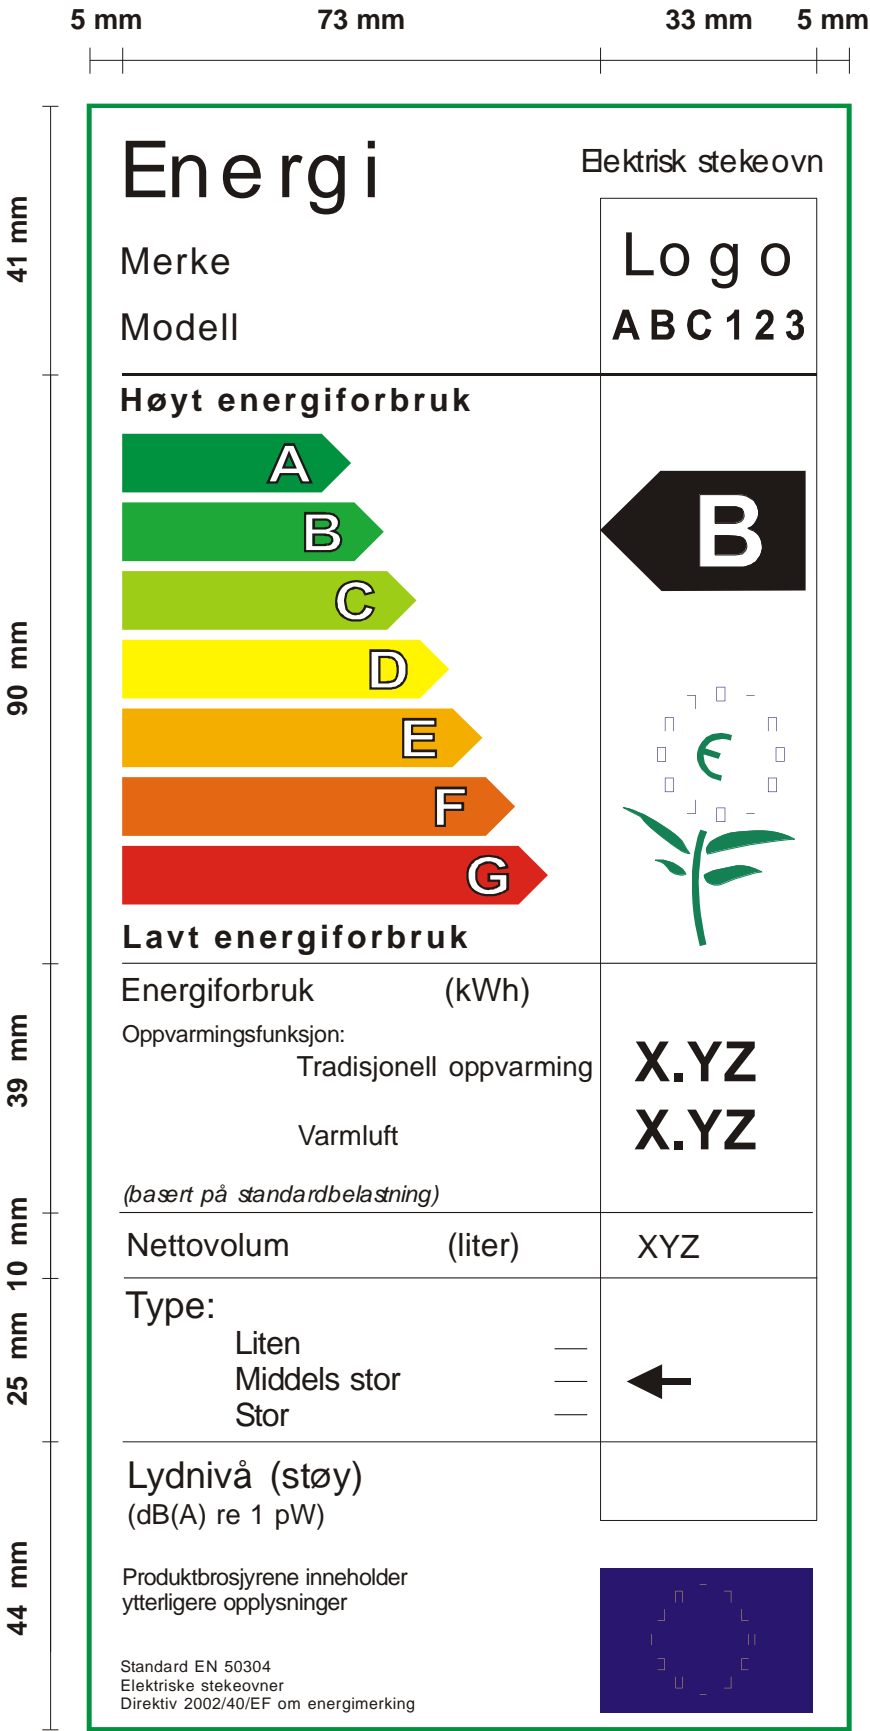 5 mm 73 mm 33 mm 5 mm
41 mm
90 mm
39 mm
10 mm
25 mm
44 mm
Energi
Elektrisk stekeovn
Merke
Logo
Modell
ABC123
Høyt energiforbruk
A
B
B
C
D
E
F
G
Lavt energiforbruk
Energiforbruk (kWh)
Oppvarmingsfunksjon:
Tradisjonell oppvarming X.YZ
Varmluft X.YZ
(basert på standardbelastning)
Nettovolum (liter) XYZ
Type:
Liten
Middels stor
Stor
Lydnivå (støy)
(dB(A) re 1 pW)
Produktbrosjyrene inneholder
ytterligere opplysninger
Standard EN 50304
Elektriske stekeovner
Direktiv 2002/40/EF om energimerking